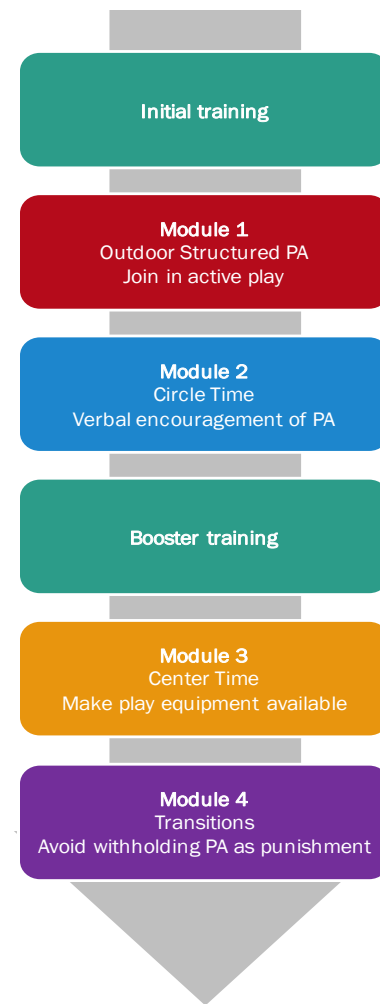 Initial training
Module 1
Outdoor Structured PA
Join in active play
Module 2
Circle Time
Verbal encouragement of PA
Booster training
Module 3
Center Time
Make play equipment available
Module 4
Transitions
Avoid withholding PA as punishment